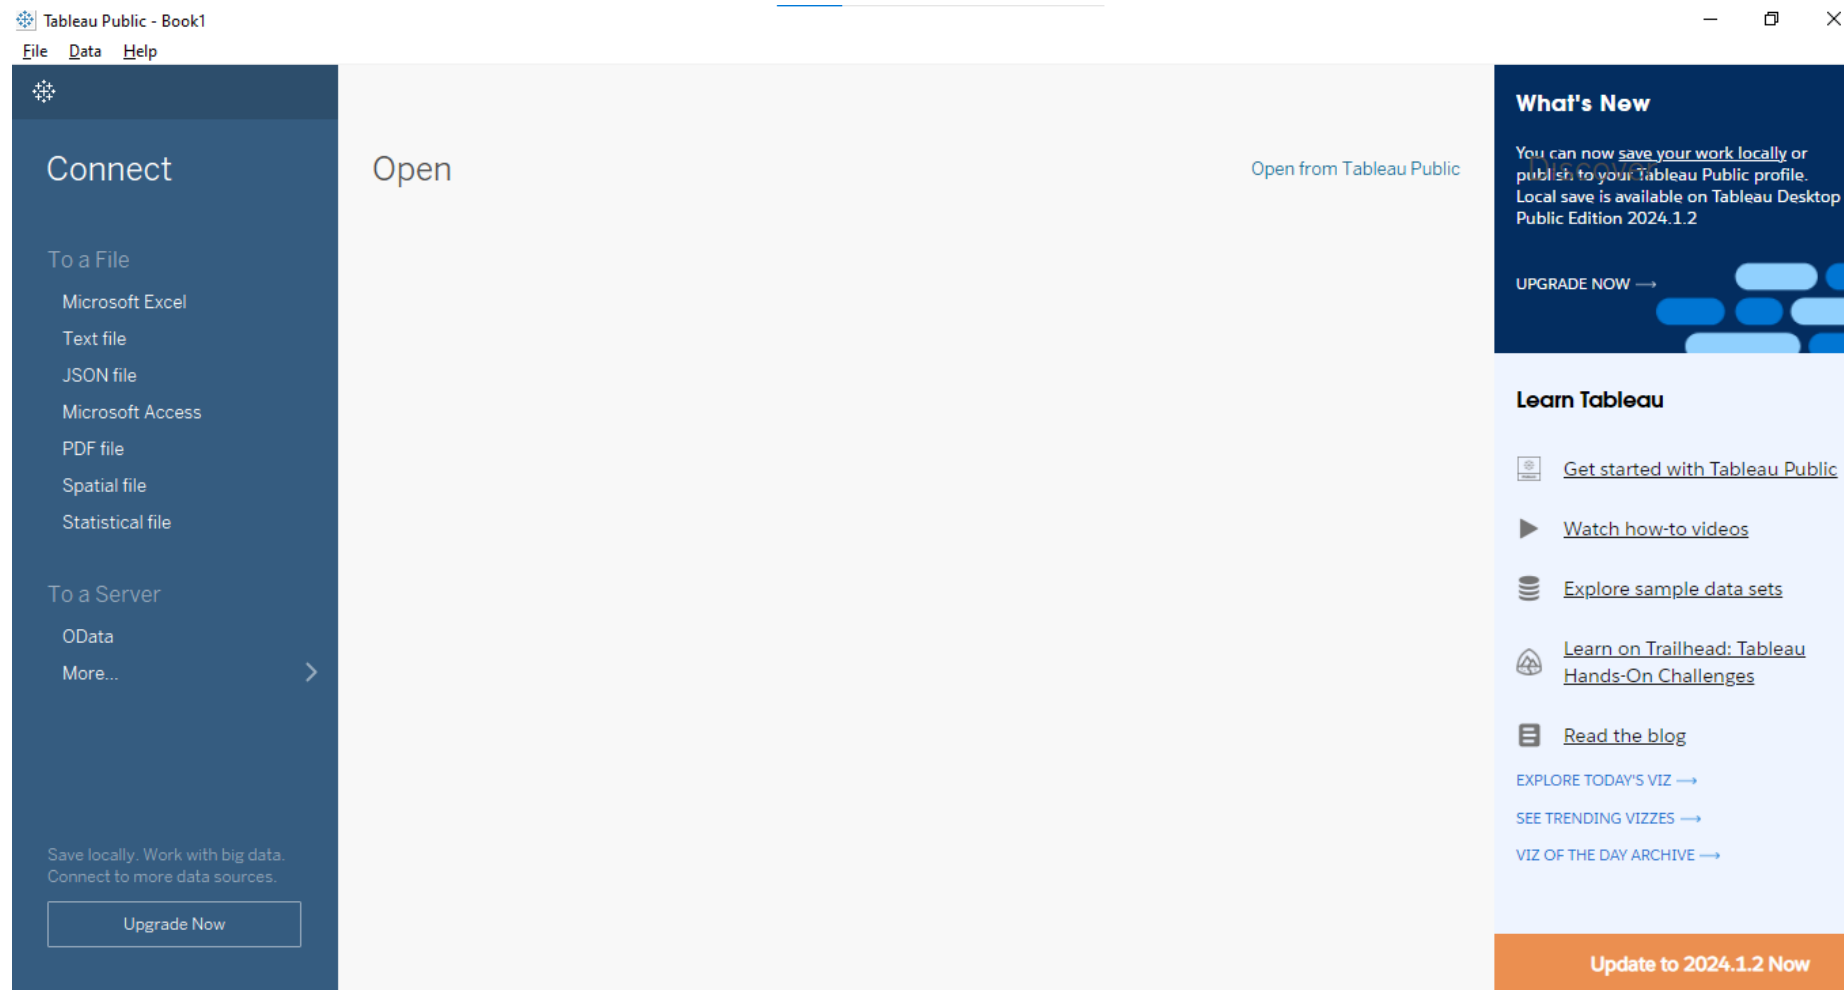 Tableau Public - Book1
File Data Help
Connect
To a File
Microsoft Excel
Text file
JSON file
Microsoft Access
PDF file
Spatial file
Statistical file
To a Server
OData
More...
Save locally. Work with big data.
Connect to more data sources.
Upgrade Now
Open
Open from Tableau Public
What's New
Discover
You can now save your work locally or
publish to your Tableau Public profile.
Local save is available on Tableau Desktop
Public Edition 2024.1.2
UPGRADE NOW →
Learn Tableau
Get started with Tableau Public
Watch how-to videos
Explore sample data sets
Learn on Trailhead: Tableau
Hands-On Challenges
Read the blog
EXPLORE TODAY'S VIZ →
SEE TRENDING VIZZES →
VIZ OF THE DAY ARCHIVE →
Update to 2024.1.2 Now